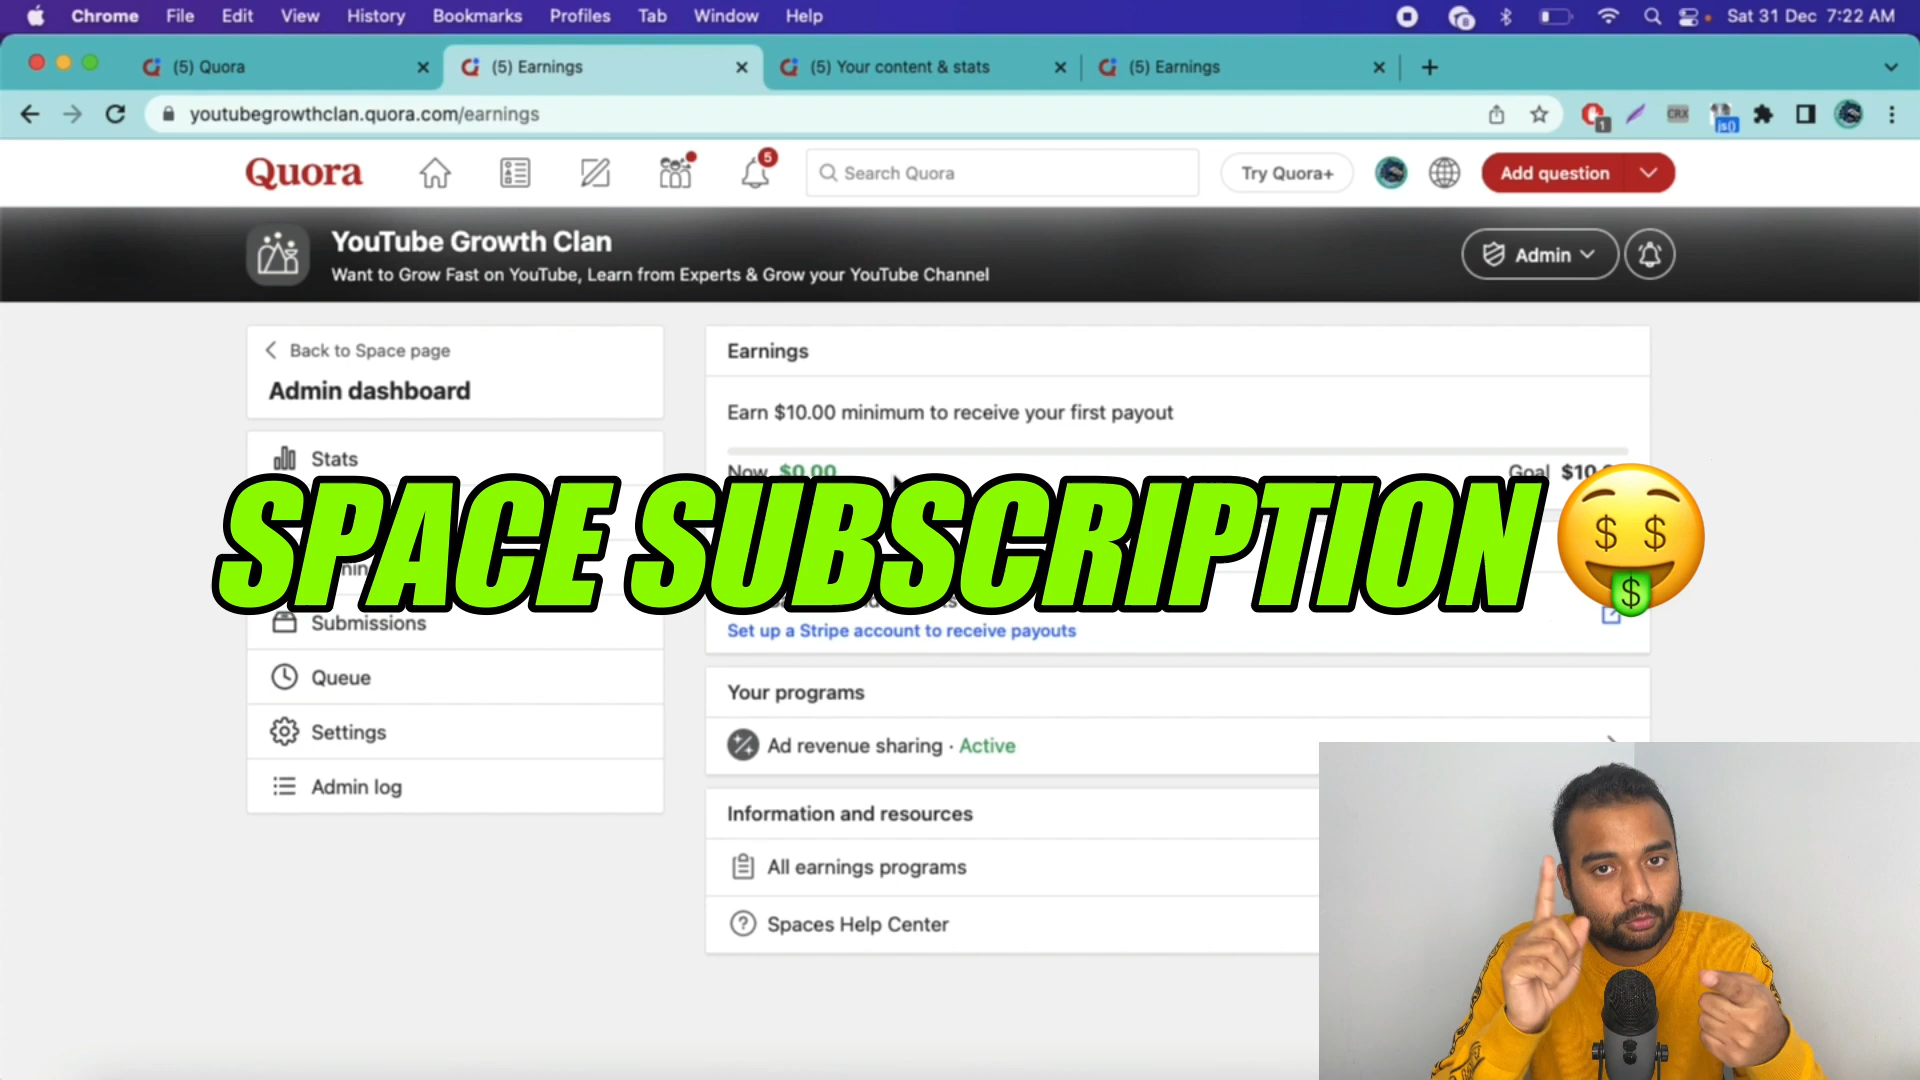 Chrome File Edit View History Bookmarks Profiles Tab Window Help Sat 31 Dec 7:22 AM
(5) Quora (5) Earnings (5) Your content & stats (5) Earnings
youtubegrowthclan.quora.com/earnings
Quora 5 Search Quora Try Quora+ Add question
YouTube Growth Clan
Want to Grow Fast on YouTube, Learn from Experts & Grow your YouTube Channel
Admin
Back to Space page
Admin dashboard
Stats
Submissions
Queue
Settings
Admin log
Earnings
Earn $10.00 minimum to receive your first payout
Now $0.00 Goal
SPACE SUBSCRIPTION
Set up a Stripe account to receive payouts
Your programs
Ad revenue sharing · Active
Information and resources
All earnings programs
Spaces Help Center